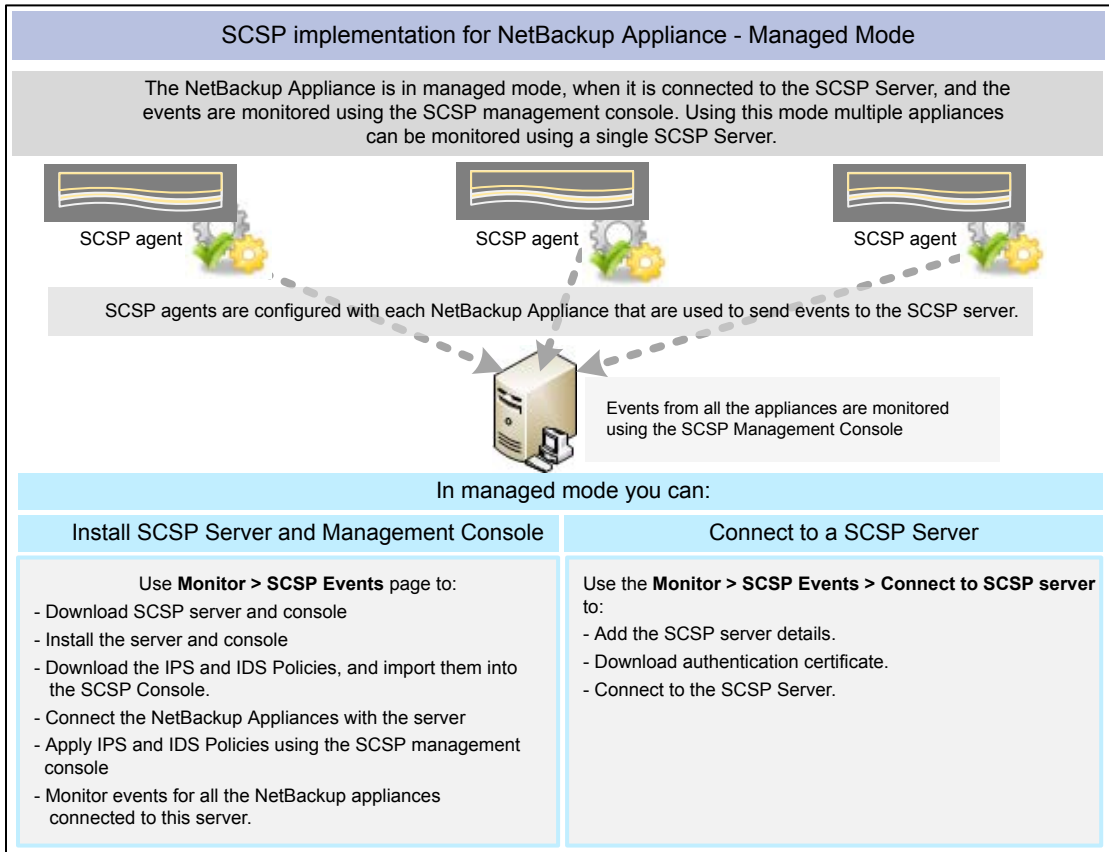 SCSP implementation for NetBackup Appliance - Managed Mode
The NetBackup Appliance is in managed mode, when it is connected to the SCSP Server, and the
events are monitored using the SCSP management console. Using this mode multiple appliances
can be monitored using a single SCSP Server.
SCSP agent
SCSP agent
SCSP agent
SCSP agents are configured with each NetBackup Appliance that are used to send events to the SCSP server.
Events from all the appliances are monitored
using the SCSP Management Console
In managed mode you can:
Install SCSP Server and Management Console
Use Monitor > SCSP Events page to:
- Download SCSP server and console
- Install the server and console
- Download the IPS and IDS Policies, and import them into
the SCSP Console.
- Connect the NetBackup Appliances with the server
- Apply IPS and IDS Policies using the SCSP management
console
- Monitor events for all the NetBackup appliances
connected to this server.
Connect to a SCSP Server
Use the Monitor > SCSP Events > Connect to SCSP server
to:
- Add the SCSP server details.
- Download authentication certificate.
- Connect to the SCSP Server.